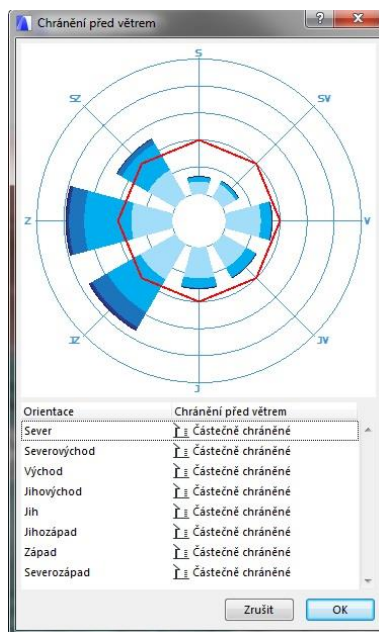 Chránění před větrem
S
SZ
SV
Z
V
JZ
JV
J
Orientace Chránění před větrem
Sever Částečně chráněné
Severovýchod Částečně chráněné
Východ Částečně chráněné
Jihovýchod Částečně chráněné
Jih Částečně chráněné
Jihozápad Částečně chráněné
Západ Částečně chráněné
Severozápad Částečně chráněné
Zrušit OK